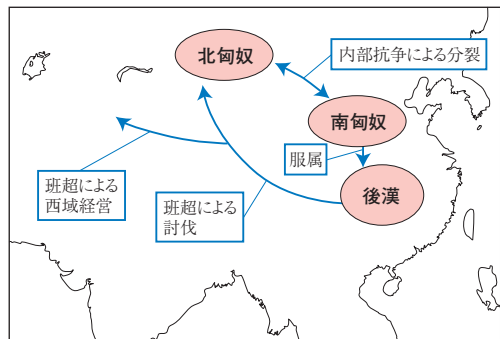 北匈奴
内部抗争による分裂
南匈奴
服属
後漢
班超による
西域経営
班超による
討伐